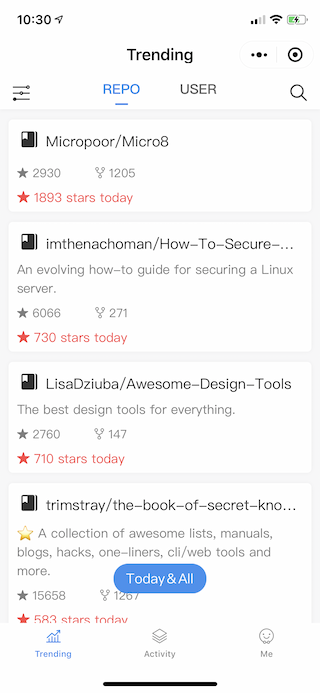 10:30
Trending
REPO
USER
Micropoor/Micro8
2930
1205
1893 stars today
imthenachoman/How-To-Secure-...
An evolving how-to guide for securing a Linux
server.
6066
271
730 stars today
LisaDziuba/Awesome-Design-Tools
The best design tools for everything.
2760
147
710 stars today
trimstray/the-book-of-secret-kno...
⭐ A collection of awesome lists, manuals,
blogs, hacks, one-liners, cli/web tools and
more.
Today & All
15658
1267
583 stars today
Trending
Activity
Me